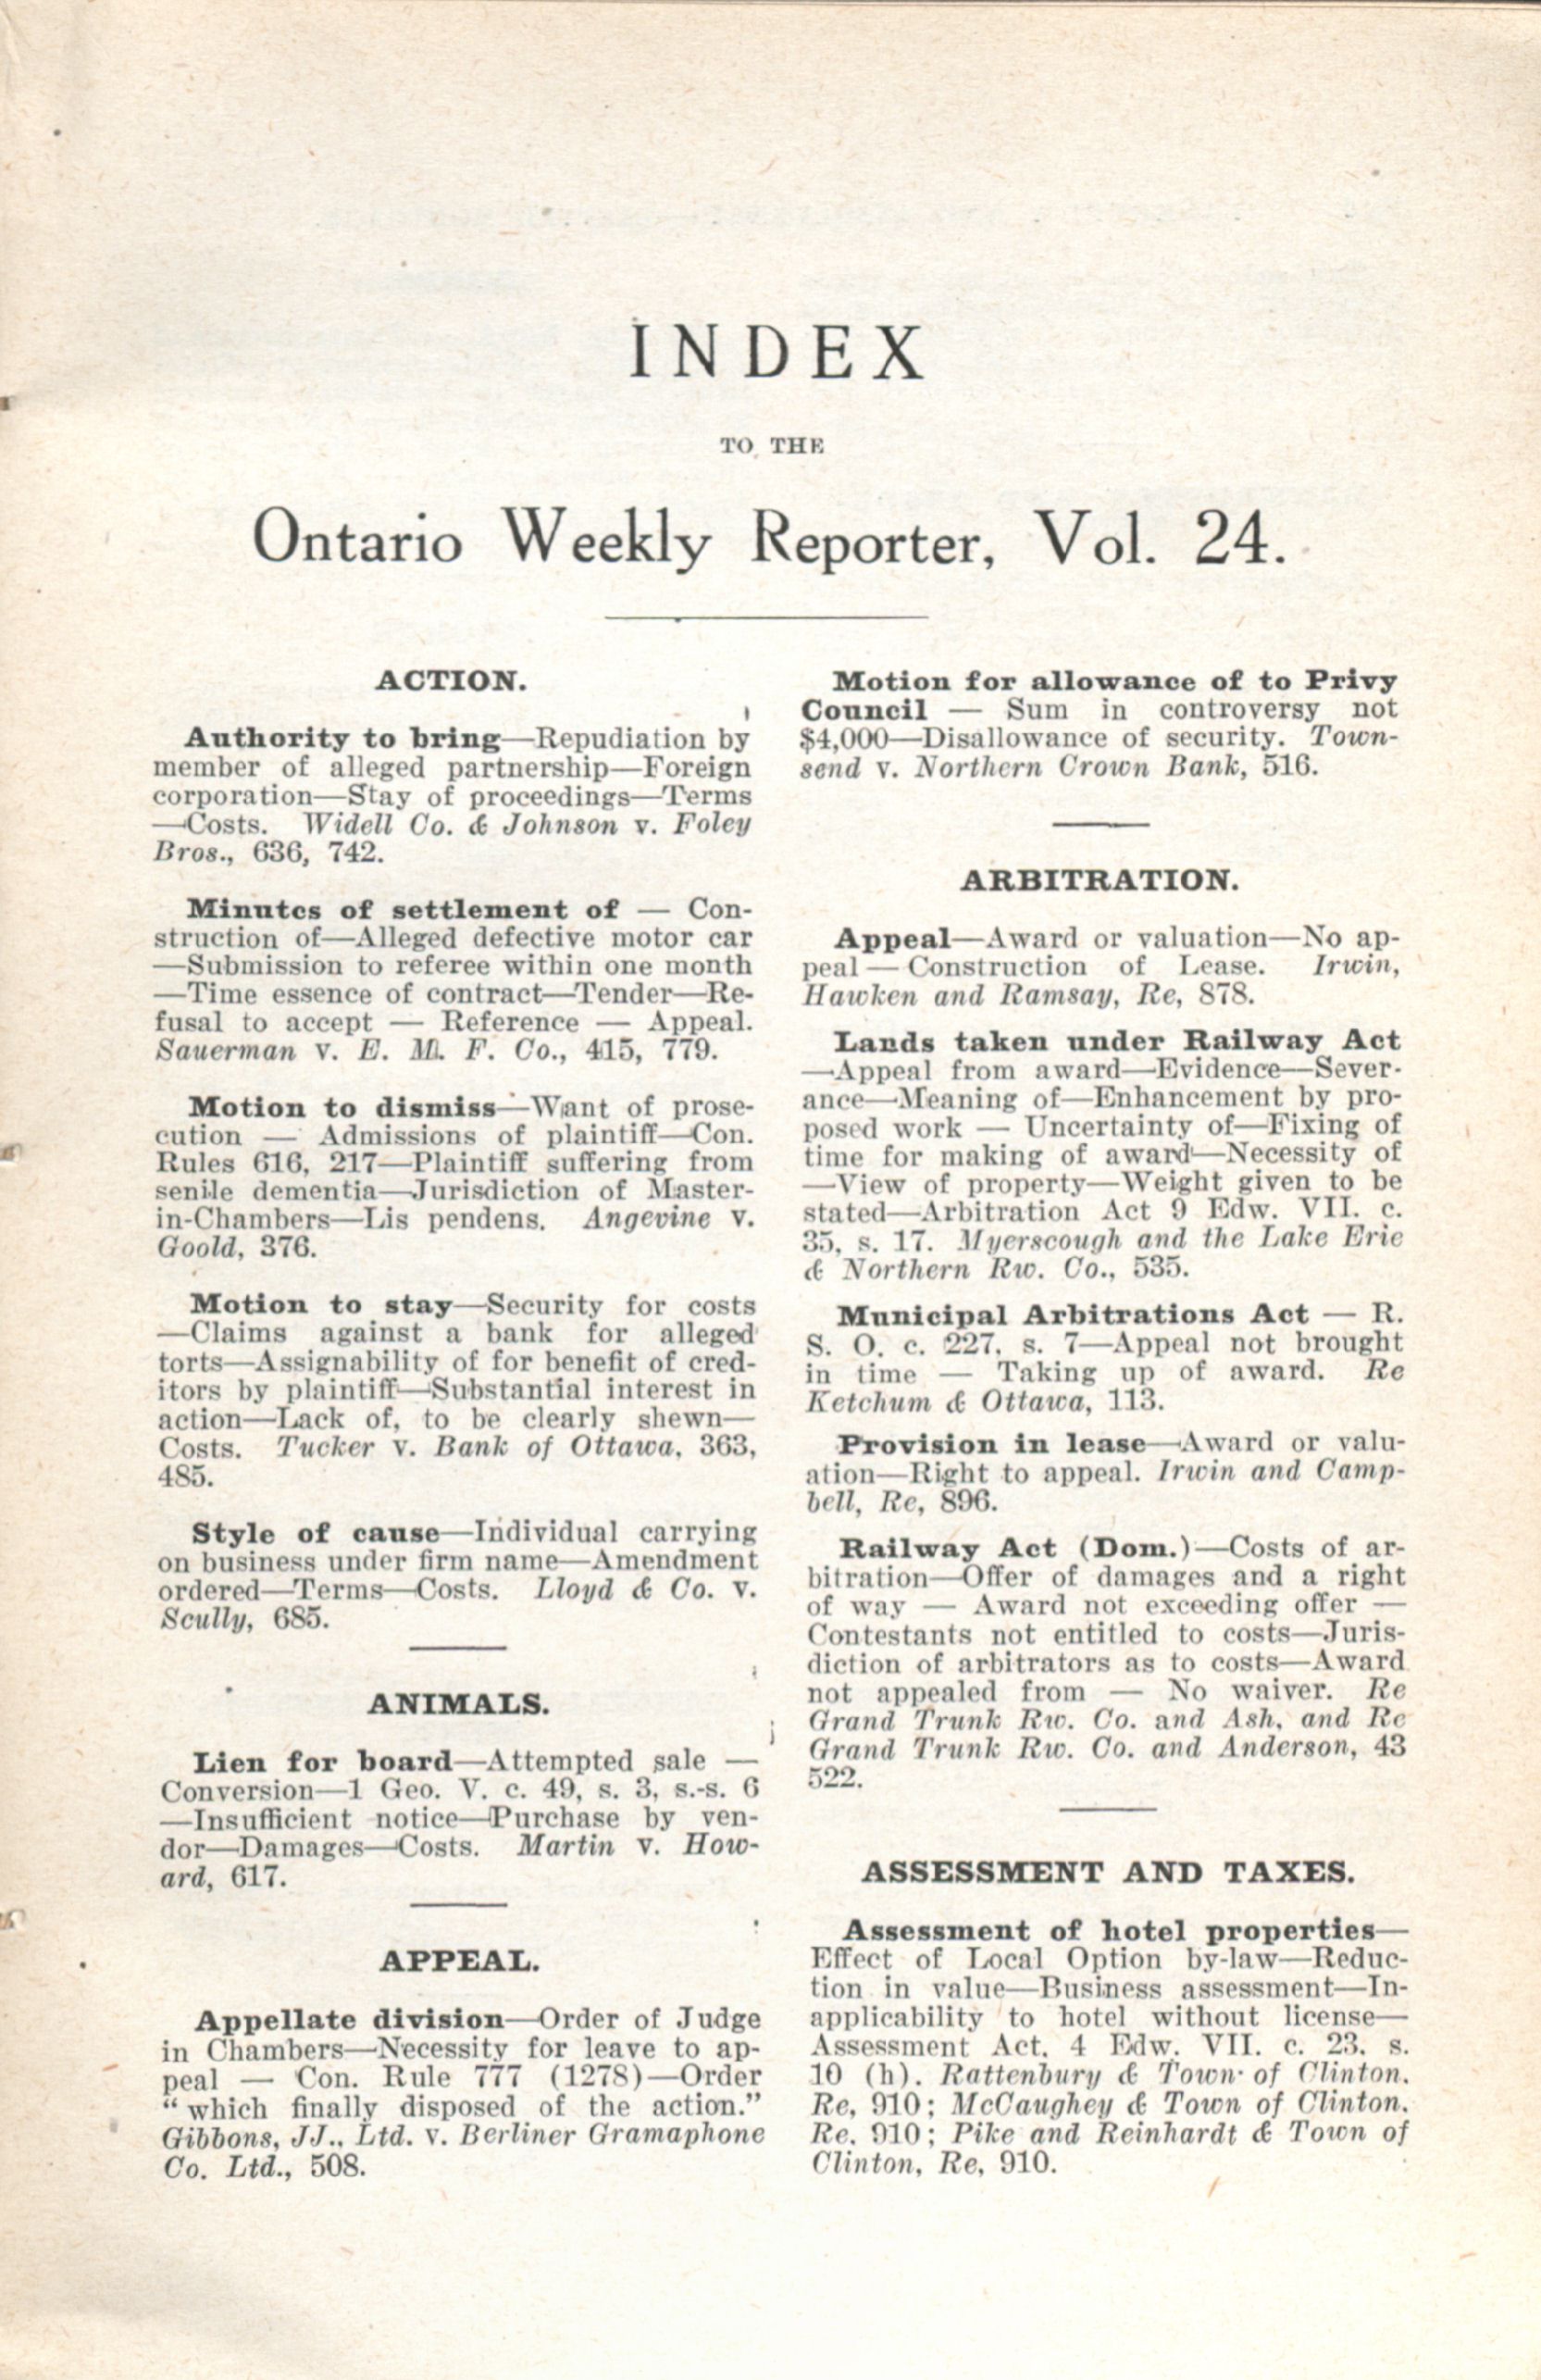 INDEX
TO THE
Ontario Weekly Reporter, Vol. 24.
ACTION.
Authority to bring—Repudiation by
member of alleged partnership—Foreign
corporation—Stay of proceedings—Terms
—Costs. Widell Co. & Johnson v. Foley
Bros., 636, 742.
Minutes of settlement of — Con-
struction of—Alleged defective motor car
—Submission to referee within one month
—Time essence of contract—Tender—Re-
fusal to accept — Reference — Appeal.
Sauerman v. E. M. F. Co., 415, 779.
Motion to dismiss—Want of prose-
cution — Admissions of plaintiff—Con.
Rules 616, 217—Plaintiff suffering from
senile dementia—Jurisdiction of Master-
in-Chambers—Lis pendens. Angevine v.
Goold, 376.
Motion to stay—Security for costs
—Claims against a bank for alleged
torts—Assignability of for benefit of cred-
itors by plaintiff—Substantial interest in
action—Lack of, to be clearly shewn—
Costs. Tucker v. Bank of Ottawa, 363,
485.
Style of cause—Individual carrying
on business under firm name—Amendment
ordered—Terms—Costs. Lloyd & Co. v.
Scully, 685.
ANIMALS.
Lien for board—Attempted sale —
Conversion—1 Geo. V. c. 49, s. 3, s.-s. 6
—Insufficient notice—Purchase by ven-
dor—Damages—Costs. Martin v. How-
ard, 617.
APPEAL.
Appellate division—Order of Judge
in Chambers—Necessity for leave to ap-
peal — Con. Rule 777 (1278)—Order
“which finally disposed of the action.”
Gibbons, JJ., Ltd. v. Berliner Gramaphone
Co. Ltd., 508.
Motion for allowance of to Privy
Council — Sum in controversy not
$4,000—Disallowance of security. Town-
send v. Northern Crown Bank, 516.
ARBITRATION.
Appeal—Award or valuation—No ap-
peal — Construction of Lease. Irwin,
Hawken and Ramsay, Re, 878.
Lands taken under Railway Act
—Appeal from award—Evidence—Sever-
ance—Meaning of—Enhancement by pro-
posed work — Uncertainty of—Fixing of
time for making of award—Necessity of
—View of property—Weight given to be
stated—Arbitration Act 9 Edw. VII. c.
35, s. 17. Myerscough and the Lake Erie
& Northern Rw. Co., 535.
Municipal Arbitrations Act — R.
S. O. c. 227, s. 7—Appeal not brought
in time — Taking up of award. Re
Ketchum & Ottawa, 113.
Provision in lease—Award or valu-
ation—Right to appeal. Irwin and Camp-
bell, Re, 896.
Railway Act (Dom.)—Costs of ar-
bitration—Offer of damages and a right
of way — Award not exceeding offer —
Contestants not entitled to costs—Juris-
diction of arbitrators as to costs—Award
not appealed from — No waiver. Re
Grand Trunk Rw. Co. and Ash, and Re
Grand Trunk Rw. Co. and Anderson, 43
522.
ASSESSMENT AND TAXES.
Assessment of hotel properties—
Effect of Local Option by-law—Reduc-
tion in value—Business assessment—In-
applicability to hotel without license—
Assessment Act. 4 Edw. VII. c. 23. s.
10 (h). Rattenbury & Town of Clinton.
Re, 910; McCaughey & Town of Clinton.
Re. 910; Pike and Reinhardt & Town of
Clinton, Re, 910.